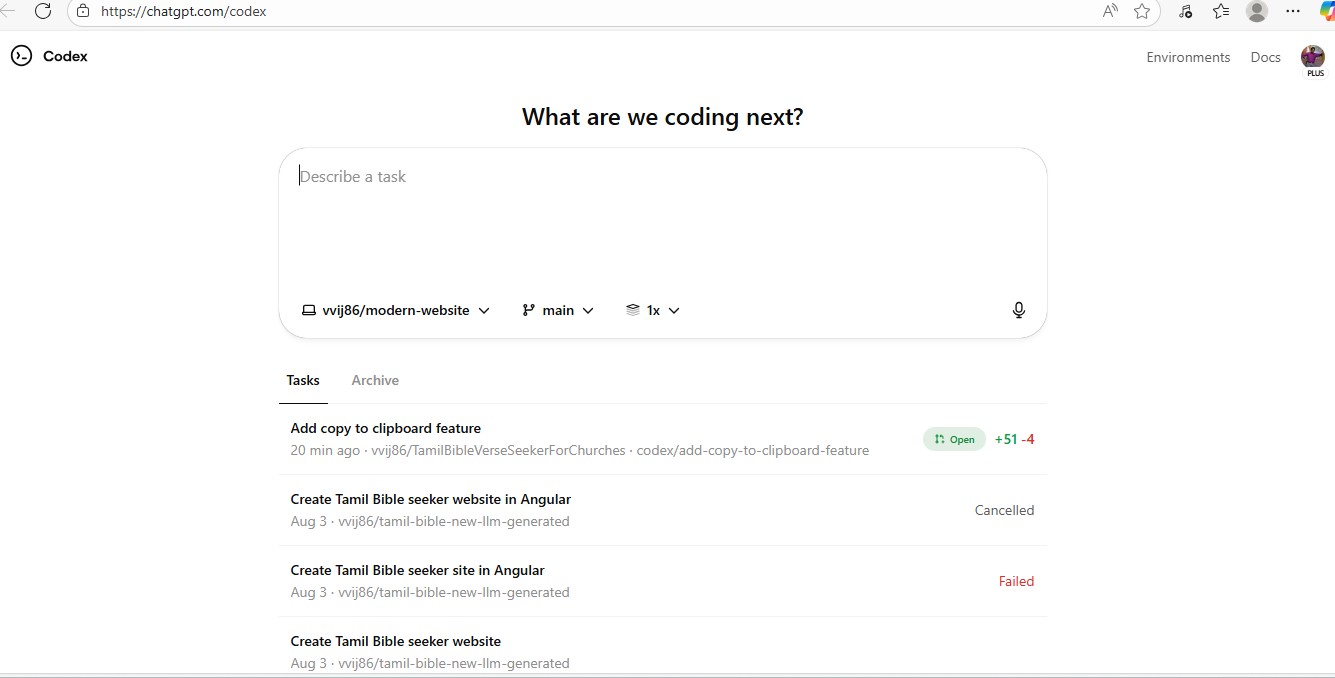 https://chatgpt.com/codex
Codex
Environments
Docs
PLUS
What are we coding next?
Describe a task
vvij86/modern-website
main
1x
Tasks
Archive
Add copy to clipboard feature
20 min ago · vvij86/TamilBibleVerseSeekerForChurches · codex/add-copy-to-clipboard-feature
Open
+51 -4
Create Tamil Bible seeker website in Angular
Aug 3 · vvij86/tamil-bible-new-llm-generated
Cancelled
Create Tamil Bible seeker site in Angular
Aug 3 · vvij86/tamil-bible-new-llm-generated
Failed
Create Tamil Bible seeker website
Aug 3 · vvij86/tamil-bible-new-llm-generated